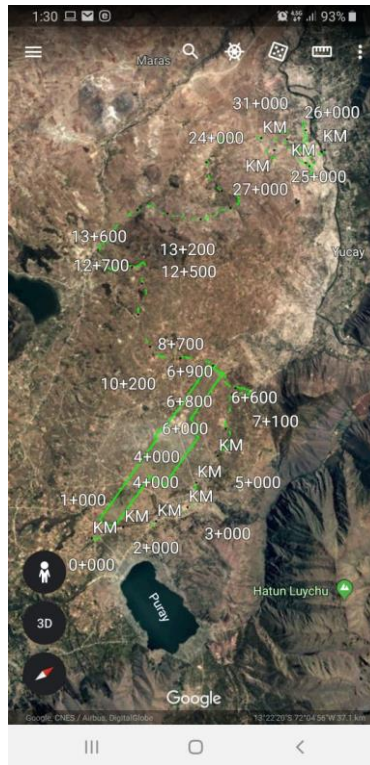 1:30
93%
Maras
31+000
26+000
KM
24+000
KM
KM
KM
25+000
27+000
13+600
13+200
ucay
12+700
12+500
8+700
6+900
10+200
6+800
6+600
7+100
6+000
KM
4+000
KM
4+000
5+000
1+000
KM
KM
KM
KM
3+000
2+000
0+000
Puray
Hatun Luychu
3D
Google
Google, CNES / Airbus, DigitalGlobe
13°22'20"S 72°04'56"W 37.1 km